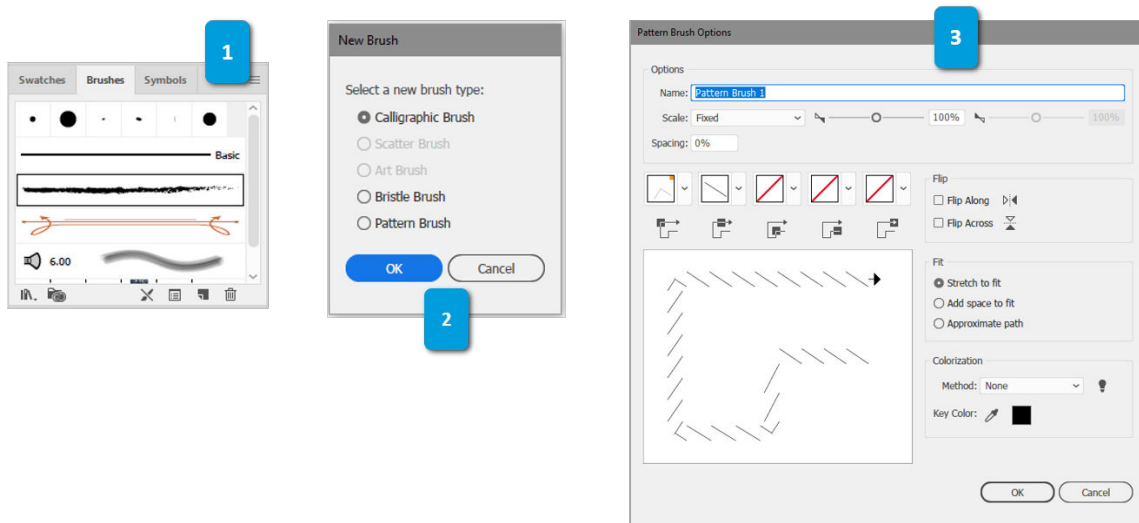 1
Swatches Brushes Symbols
Basic
6.00
New Brush
Select a new brush type:
Calligraphic Brush
Scatter Brush
Art Brush
Bristle Brush
Pattern Brush
OK Cancel
2
3
Pattern Brush Options
Options
Name: Pattern Brush 1
Scale: Fixed 100% 100%
Spacing: 0%
Flip
Flip Along
Flip Across
Fit
Stretch to fit
Add space to fit
Approximate path
Colorization
Method: None
Key Color:
OK Cancel